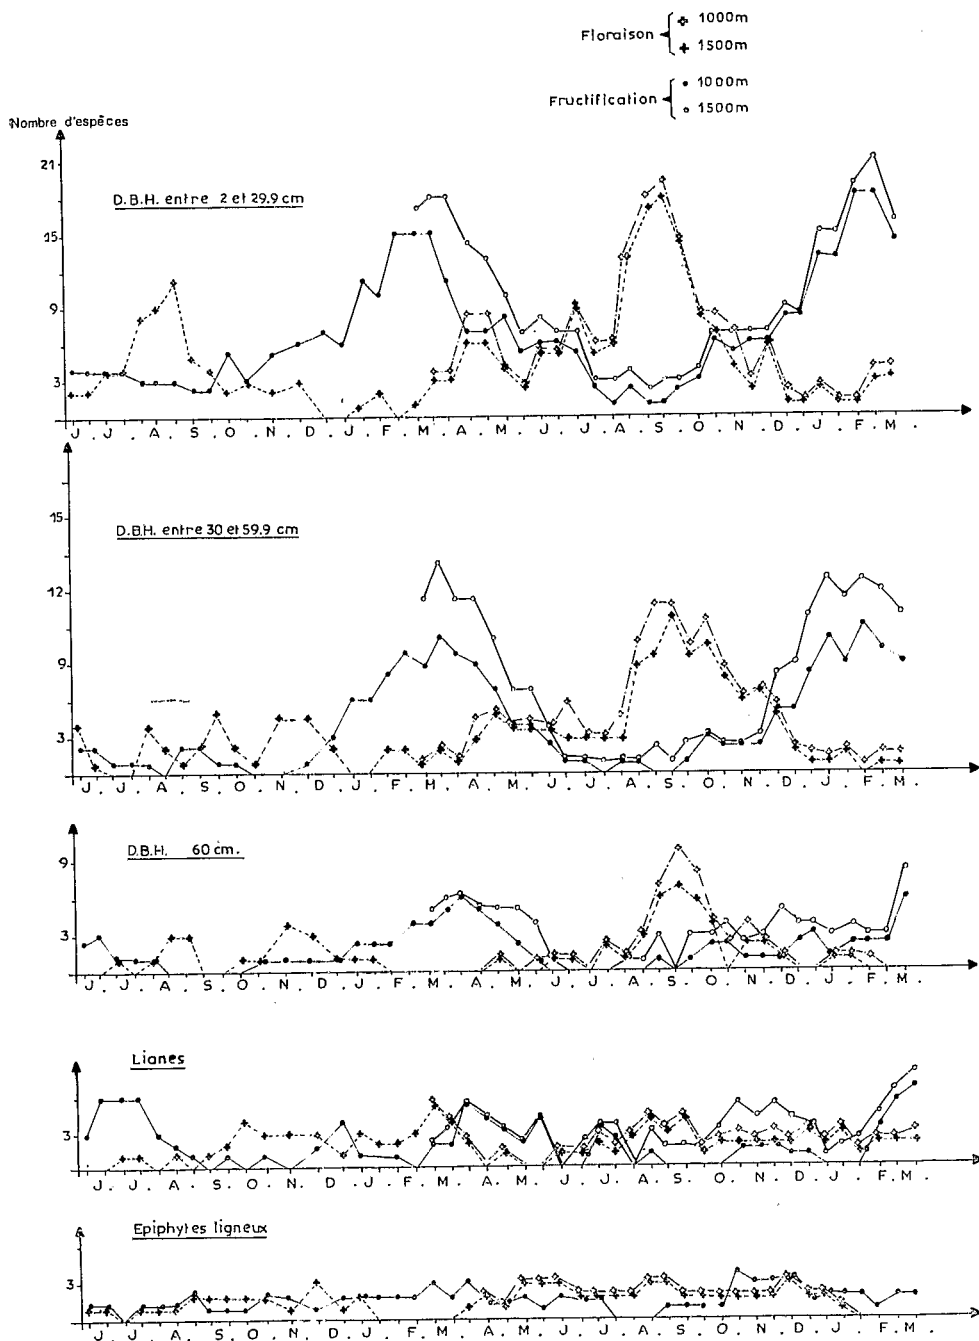 Floraison
1000m
1500m
Fructification
1000m
1500m
Nombre d'espèces
D.B.H. entre 2 et 29.9 cm
21
15
9
3
J . J . A . S . O . N . D . J . F . M . A . M . J . J . A . S . O . N . D . J . F . M .
D.B.H. entre 30 et 59.9 cm
15
12
9
3
J . J . A . S . O . N . D . J . F . M . A . M . J . J . A . S . O . N . D . J . F . M .
D.B.H. 60 cm.
9
3
J . J . A . S . O . N . D . J . F . M . A . M . J . J . A . S . O . N . D . J . F . M .
Lianes
3
J . J . A . S . O . N . D . J . F . M . A . M . J . J . A . S . O . N . D . J . F . M .
Epiphytes ligneux
3
J . J . A . S . O . N . D . J . F . M . A . M . J . J . A . S . O . N . D . J . F . M .